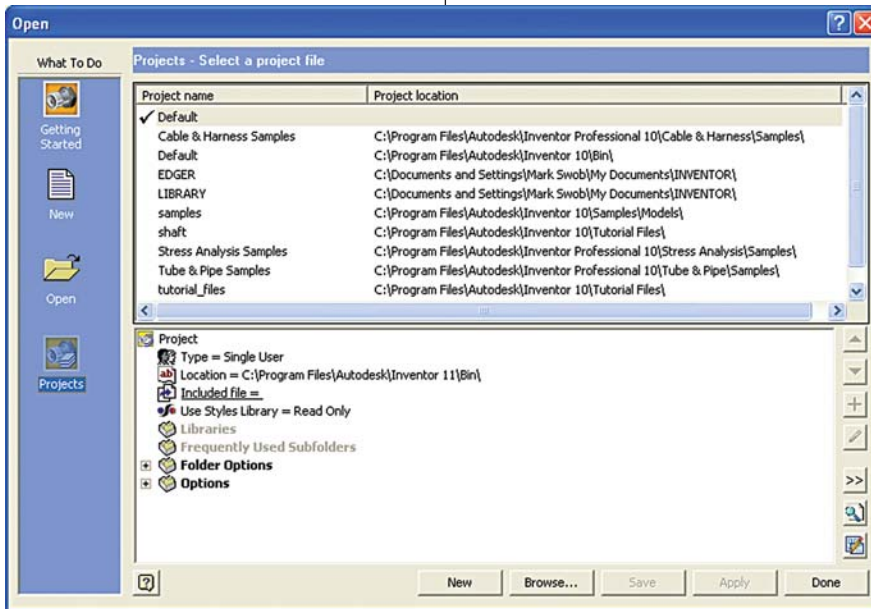 Open
What To Do
Getting Started
New
Open
Projects
Projects - Select a project file
Project name Project location
Default
Cable & Harness Samples C:\Program Files\Autodesk\Inventor Professional 10\Cable & Harness\Samples\
Default C:\Program Files\Autodesk\Inventor 10\Bin\
EDGER C:\Documents and Settings\Mark Swob\My Documents\INVENTOR\
LIBRARY C:\Documents and Settings\Mark Swob\My Documents\INVENTOR\
samples C:\Program Files\Autodesk\Inventor 10\Samples\Models\
shaft C:\Program Files\Autodesk\Inventor 10\Tutorial Files\
Stress Analysis Samples C:\Program Files\Autodesk\Inventor Professional 10\Stress Analysis\Samples\
Tube & Pipe Samples C:\Program Files\Autodesk\Inventor Professional 10\Tube & Pipe\Samples\
tutorial_files C:\Program Files\Autodesk\Inventor 10\Tutorial Files\
Project
Type = Single User
Location = C:\Program Files\Autodesk\Inventor 11\Bin\
Included file =
Use Styles Library = Read Only
Libraries
Frequently Used Subfolders
Folder Options
Options
>>
New Browse... Save Apply Done